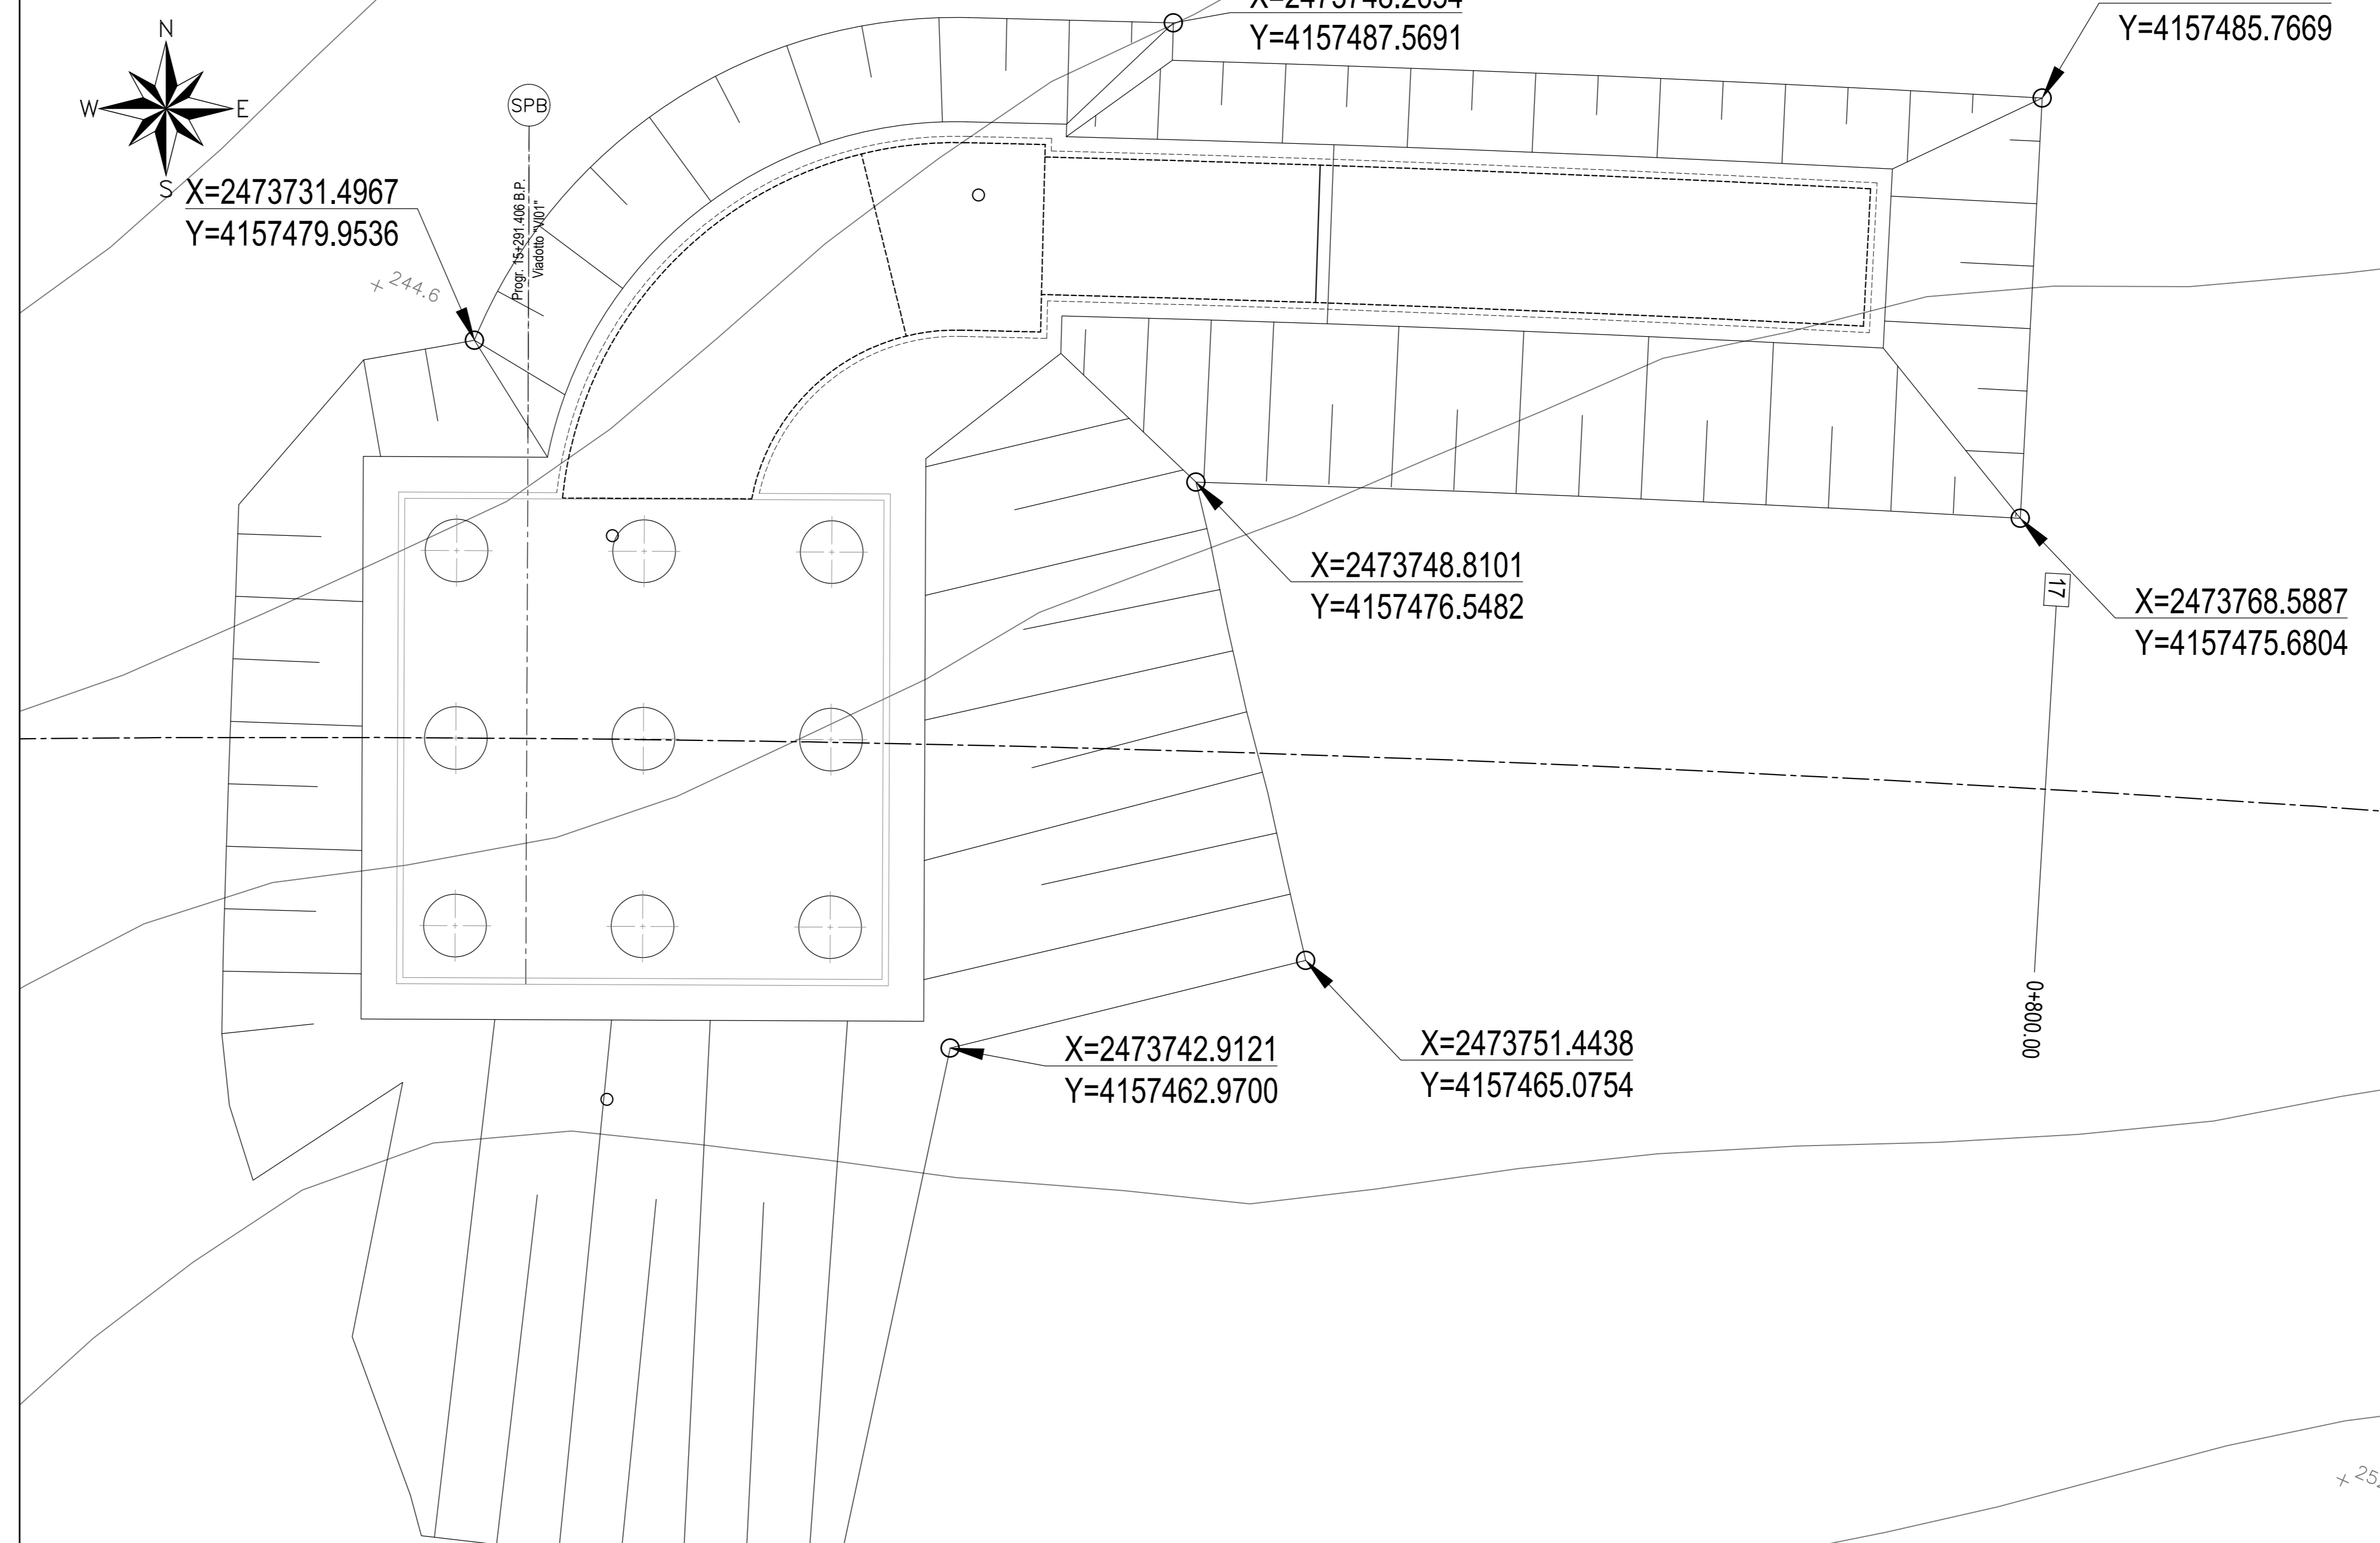 Y=4157487.5691
Y=4157485.7669
N
W
E
S
SPB
Progr. 15+291.406 B.P.
Viadotto "VI01"
X=2473731.4967
Y=4157479.9536
244.6
X=2473748.8101
Y=4157476.5482
17
X=2473768.5887
Y=4157475.6804
0+800.00
X=2473742.9121
Y=4157462.9700
X=2473751.4438
Y=4157465.0754